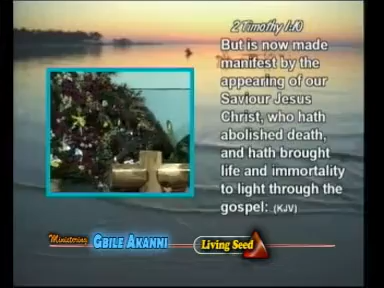 2 Timothy 1:10
But is now made
manifest by the
appearing of our
Saviour Jesus
Christ, who hath
abolished death,
and hath brought
life and immortality
to light through the
gospel: (KJV)
Ministering GBILE AKANNI Living Seed